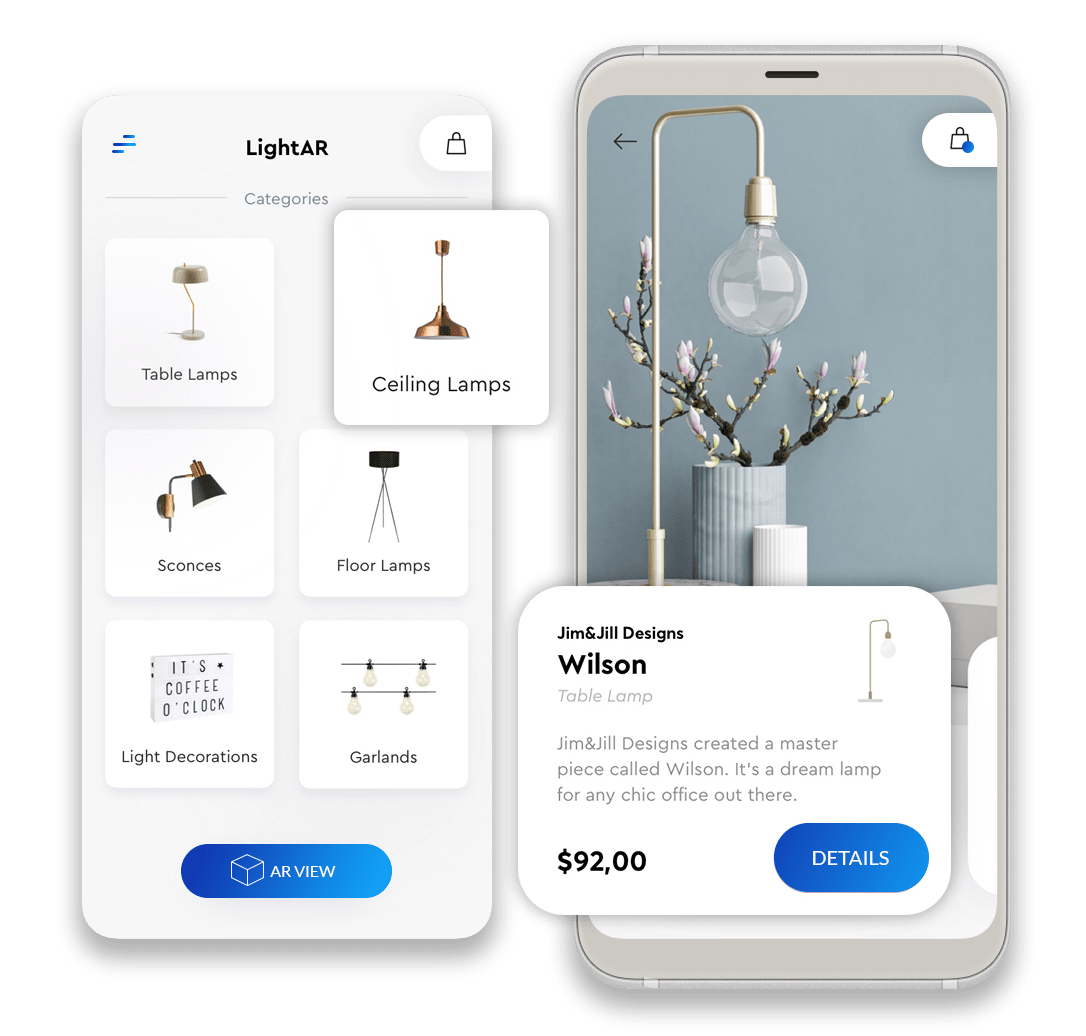 LightAR
Categories
Table Lamps
Ceiling Lamps
Sconces
Floor Lamps
IT'S ★
COFFEE
O'CLOCK
Light Decorations
Garlands
AR VIEW
Jim&Jill Designs
Wilson
Table Lamp
Jim&Jill Designs created a master
piece called Wilson. It's a dream lamp
for any chic office out there.
$92,00
DETAILS